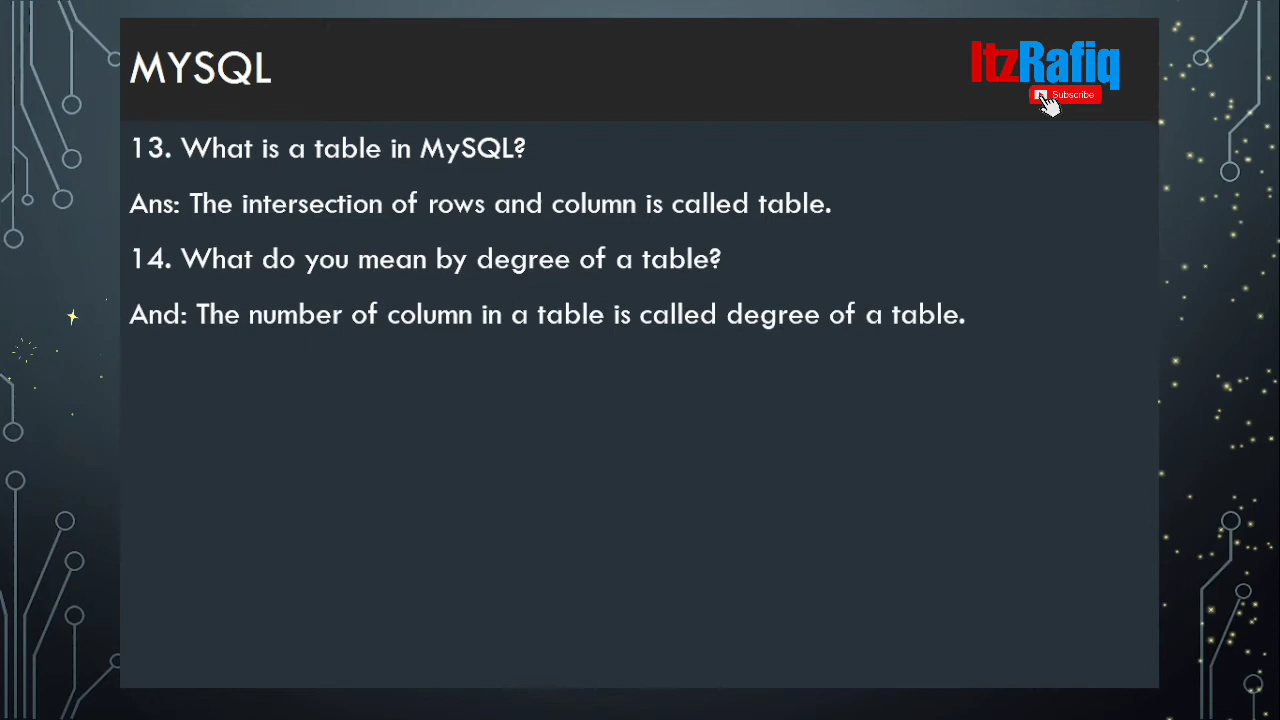 MYSQL
ItzRafiq
Subscribe
13. What is a table in MySQL?
Ans: The intersection of rows and column is called table.
14. What do you mean by degree of a table?
And: The number of column in a table is called degree of a table.